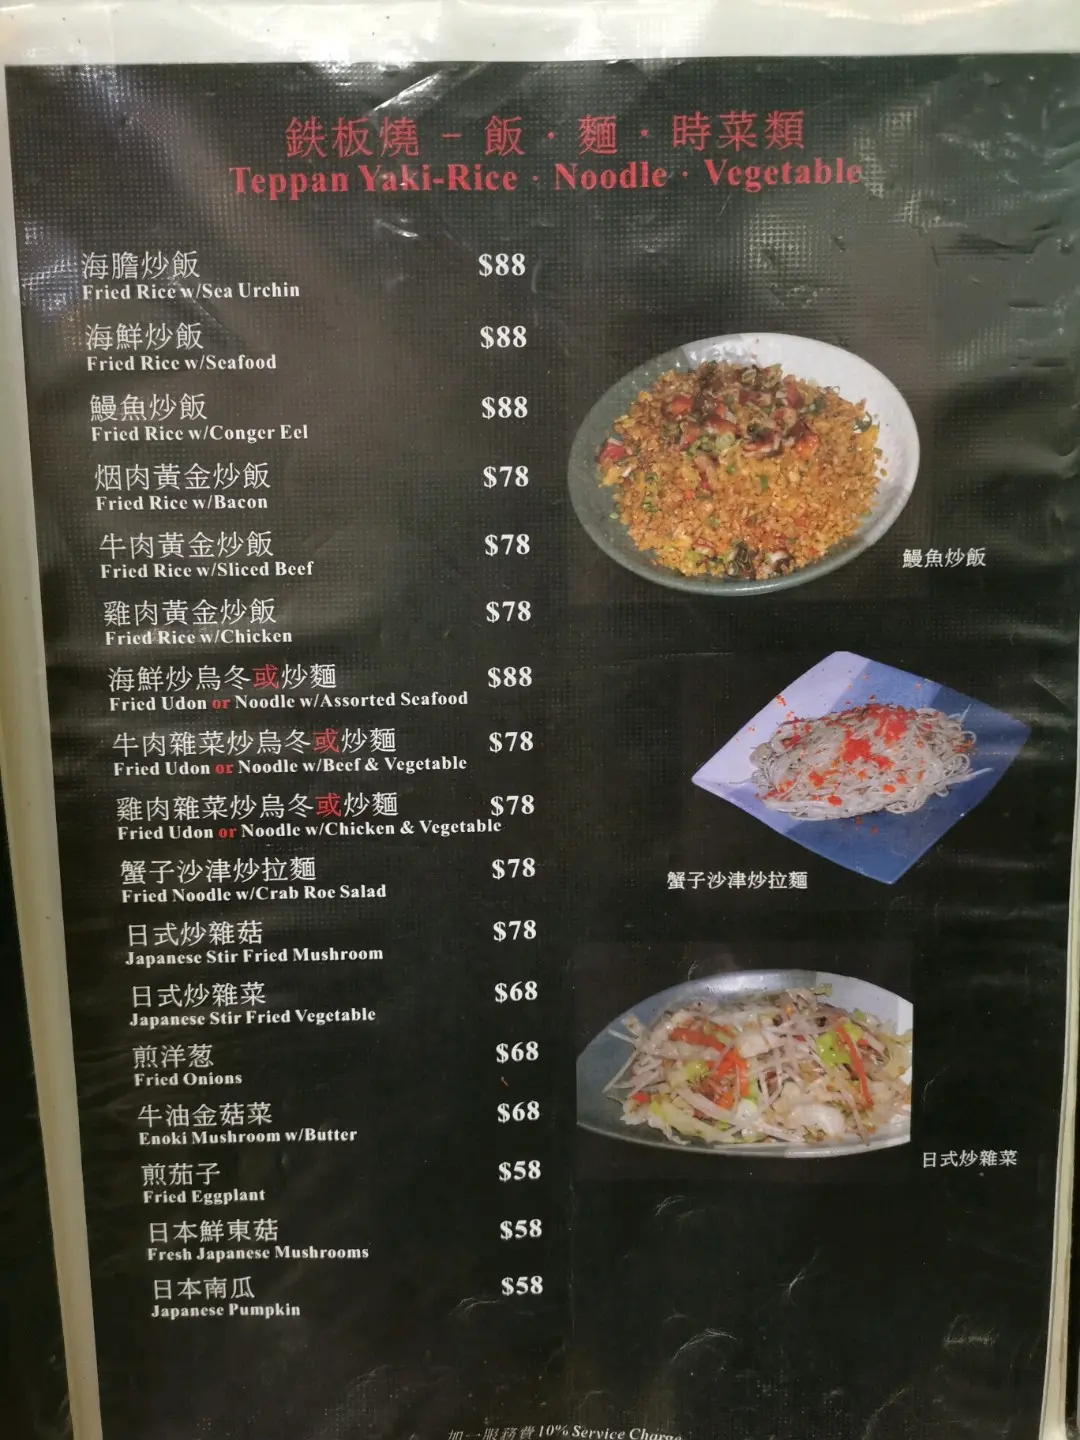 鉄板燒 - 飯 · 麵 · 時菜類
Teppan Yaki-Rice · Noodle · Vegetable
海膽炒飯 $88
Fried Rice w/Sea Urchin
海鮮炒飯 $88
Fried Rice w/Seafood
鰻魚炒飯 $88
Fried Rice w/Conger Eel
烟肉黃金炒飯 $78
Fried Rice w/Bacon
牛肉黃金炒飯 $78
Fried Rice w/Sliced Beef
雞肉黃金炒飯 $78
Fried Rice w/Chicken
海鮮炒烏冬或炒麵 $88
Fried Udon or Noodle w/Assorted Seafood
牛肉雜菜炒烏冬或炒麵 $78
Fried Udon or Noodle w/Beef & Vegetable
雞肉雜菜炒烏冬或炒麵 $78
Fried Udon or Noodle w/Chicken & Vegetable
蟹子沙津炒拉麵 $78
Fried Noodle w/Crab Roe Salad
日式炒雜菇 $78
Japanese Stir Fried Mushroom
日式炒雜菜 $68
Japanese Stir Fried Vegetable
煎洋葱 $68
Fried Onions
牛油金菇菜 $68
Enoki Mushroom w/Butter
煎茄子 $58
Fried Eggplant
日本鮮東菇 $58
Fresh Japanese Mushrooms
日本南瓜 $58
Japanese Pumpkin
鰻魚炒飯
蟹子沙津炒拉麵
日式炒雜菜
加一服務費 10% Service Charge